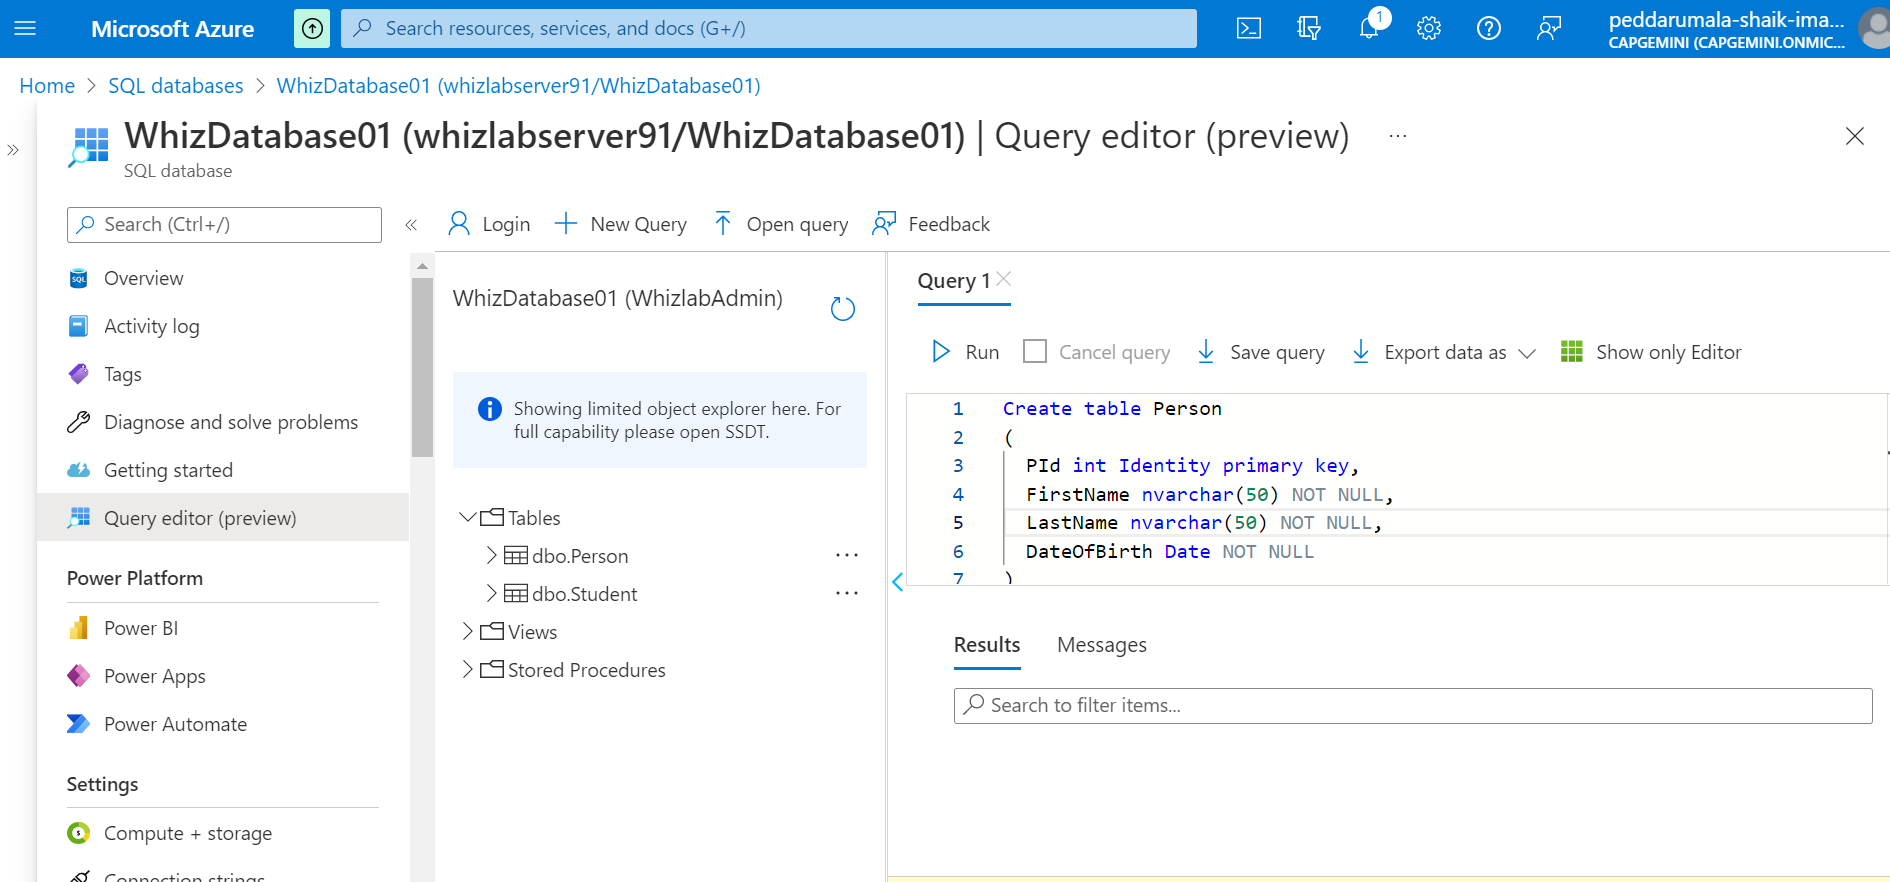 Microsoft Azure
Search resources, services, and docs (G+/)
1
peddarumala-shaik-ima...
CAPGEMINI (CAPGEMINI.ONMIC...
Home > SQL databases > WhizDatabase01 (whizlabserver91/WhizDatabase01)
WhizDatabase01 (whizlabserver91/WhizDatabase01) | Query editor (preview) ...
SQL database
Search (Ctrl+/)
Overview
Activity log
Tags
Diagnose and solve problems
Getting started
Query editor (preview)
Power Platform
Power BI
Power Apps
Power Automate
Settings
Compute + storage
Connection strings
Login
New Query
Open query
Feedback
WhizDatabase01 (WhizlabAdmin)
Showing limited object explorer here. For
full capability please open SSDT.
Tables
dbo.Person ...
dbo.Student ...
Views
Stored Procedures
Query 1
Run
Cancel query
Save query
Export data as
Show only Editor
1 Create table Person
2 (
3 PId int Identity primary key,
4 FirstName nvarchar(50) NOT NULL,
5 LastName nvarchar(50) NOT NULL,
6 DateOfBirth Date NOT NULL
7 )
Results
Messages
Search to filter items...